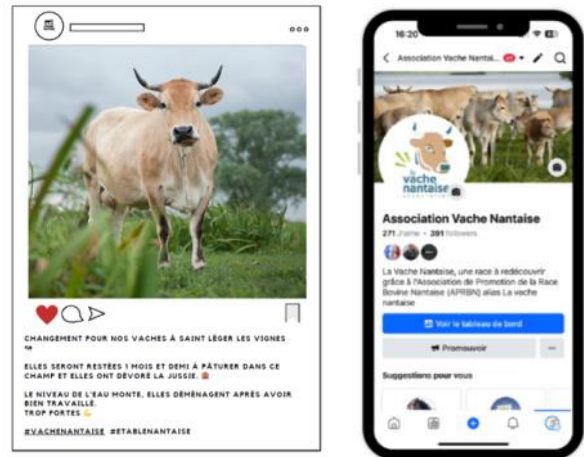 CHANGEMENT POUR NOS VACHES À SAINT LÉGER LES VIGNES
ELLES SERONT RESTÉES 1 MOIS ET DEMI À PÂTURER DANS CE
CHAMP ET ELLES ONT DÉVORÉ LA JUSSIE.
LE NIVEAU DE L'EAU MONTE, ELLES DÉMÉNAGENT APRÈS AVOIR
BIEN TRAVAILLÉ.
TROP FORTES 💪
#VACHENANTAISE #ETABLENANTAISE
16:20
Association Vache Nantai...
la
vache
nantaise
ASSOCIATION
Association Vache Nantaise
271 J'aime • 391 followers
La Vache Nantaise, une race à redécouvrir
grâce à l'Association de Promotion de la Race
Bovine Nantaise (APRBN) alias La vache
nantaise
Voir le tableau de bord
Promouvoir
Suggestions pour vous